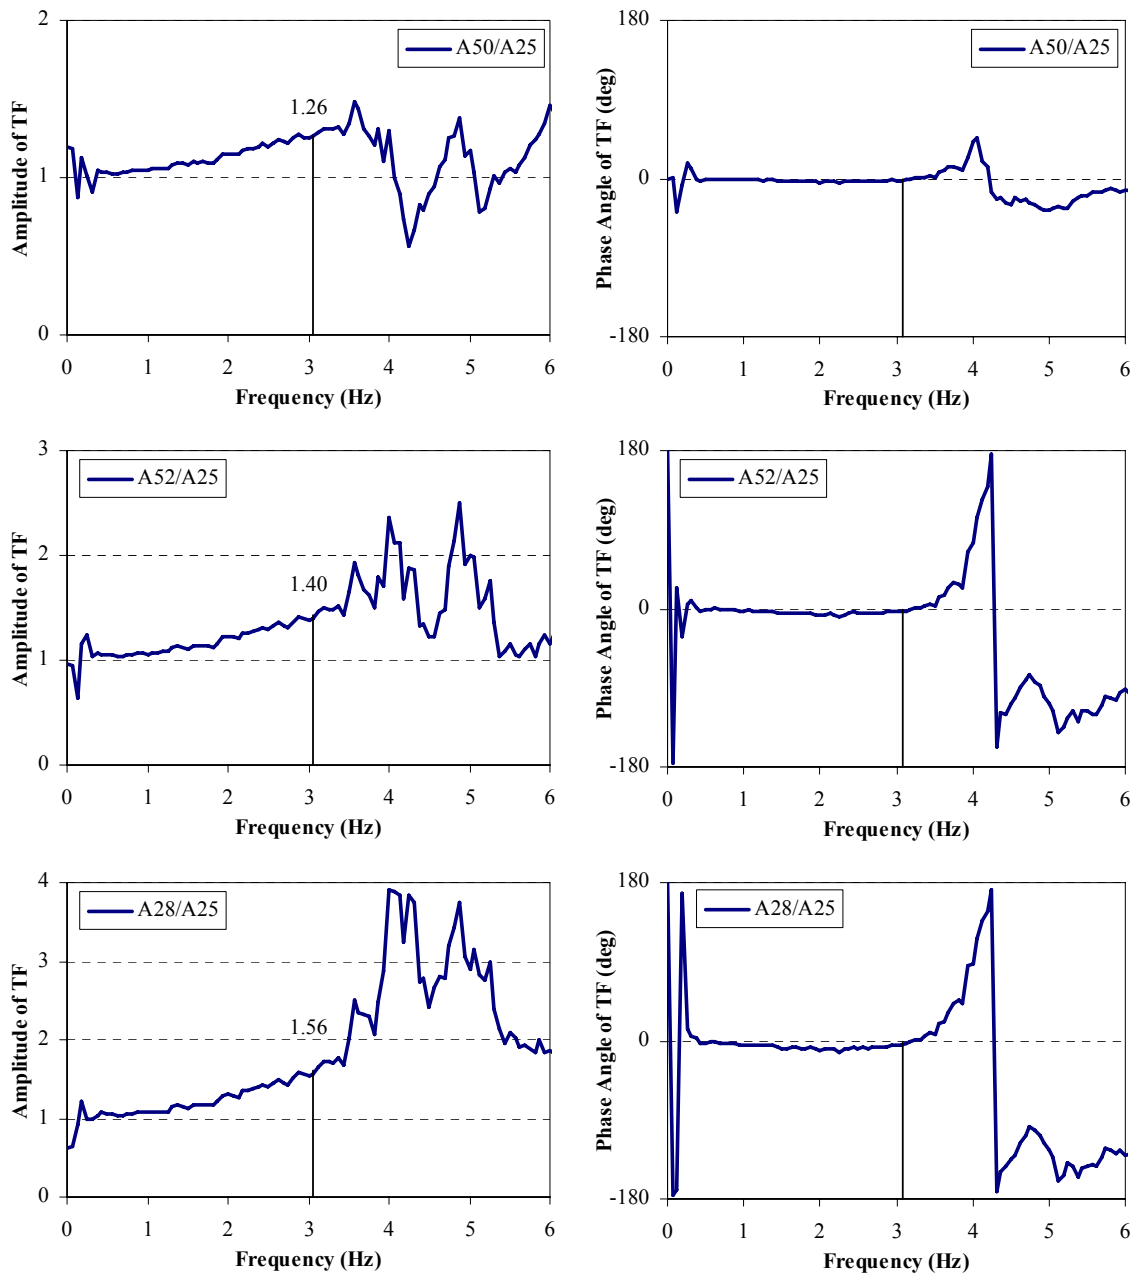 2
1
0
Amplitude of TF
A50/A25
1.26
0 1 2 3 4 5 6
Frequency (Hz)
180
0
-180
Phase Angle of TF (deg)
A50/A25
0 1 2 3 4 5 6
Frequency (Hz)
3
2
1
0
Amplitude of TF
A52/A25
1.40
0 1 2 3 4 5 6
Frequency (Hz)
180
0
-180
Phase Angle of TF (deg)
A52/A25
0 1 2 3 4 5 6
Frequency (Hz)
4
3
2
1
0
Amplitude of TF
A28/A25
1.56
0 1 2 3 4 5 6
Frequency (Hz)
180
0
-180
Phase Angle of TF (deg)
A28/A25
0 1 2 3 4 5 6
Frequency (Hz)